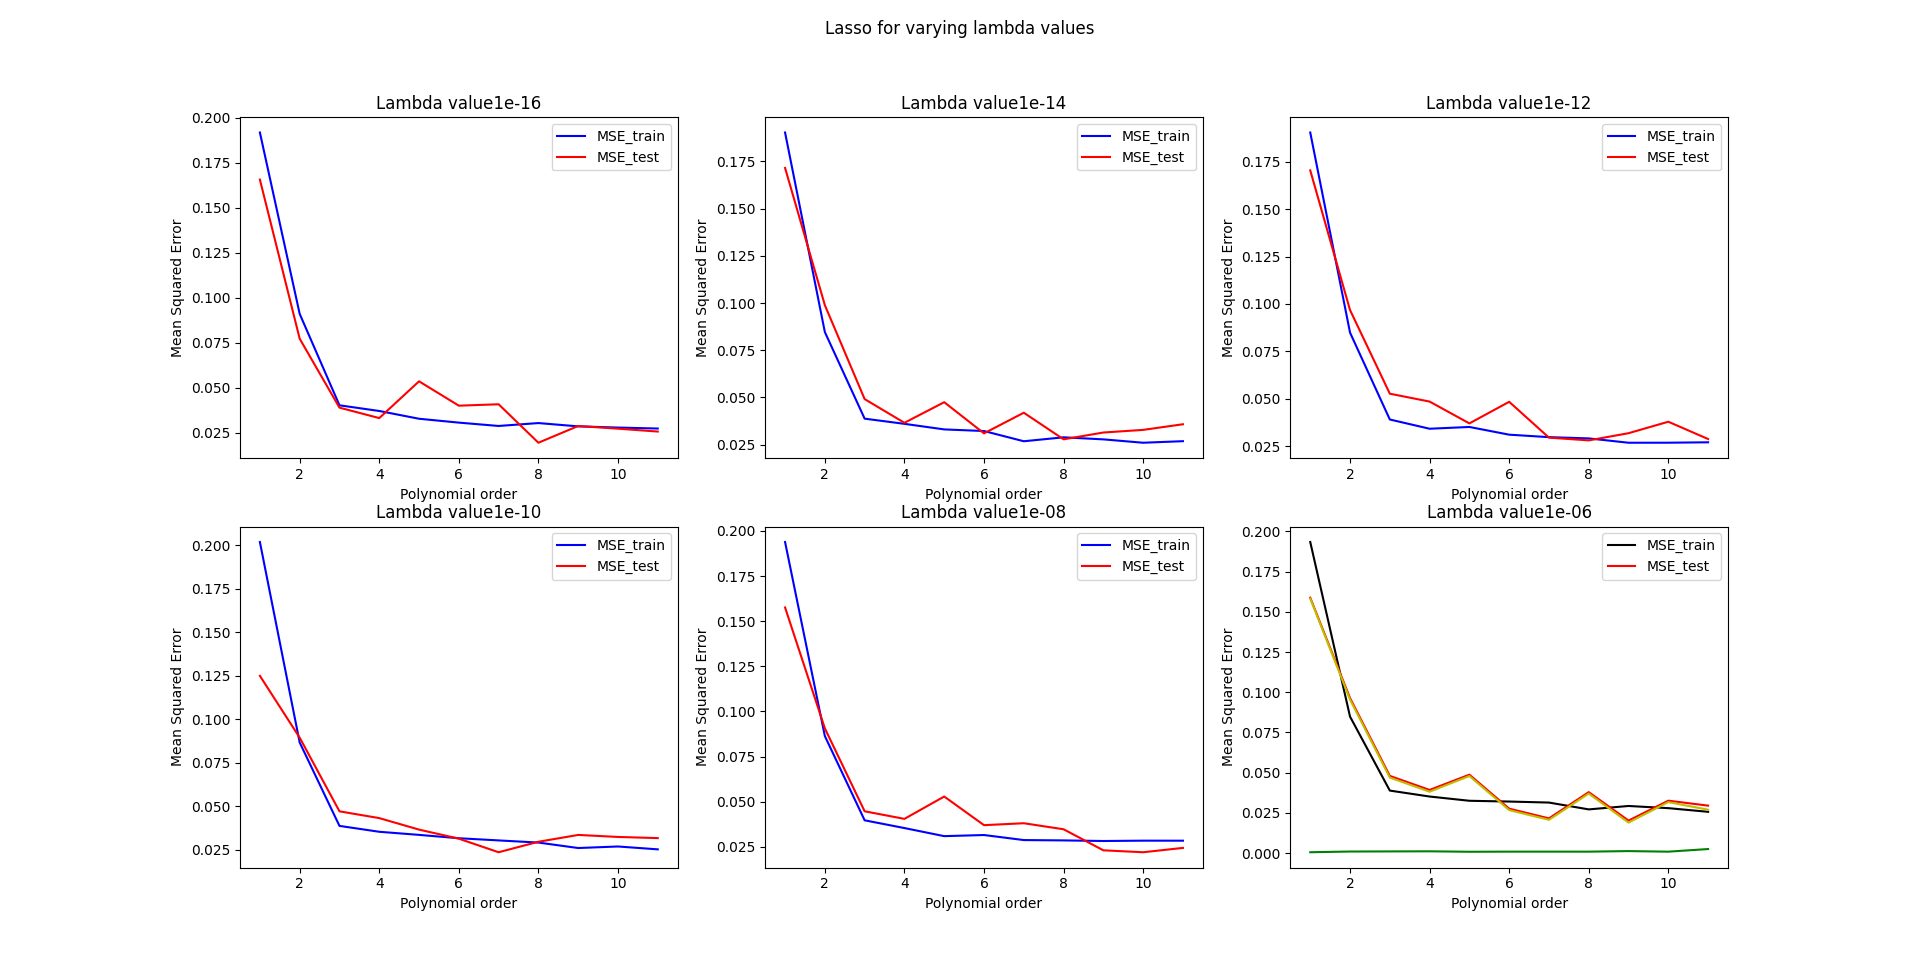 Lasso for varying lambda values
Lambda value1e-16
0.200
0.175
0.150
0.125
0.100
0.075
0.050
0.025
Mean Squared Error
MSE_train
MSE_test
2 4 6 8 10
Polynomial order
Lambda value1e-14
0.175
0.150
0.125
0.100
0.075
0.050
0.025
Mean Squared Error
MSE_train
MSE_test
2 4 6 8 10
Polynomial order
Lambda value1e-12
0.175
0.150
0.125
0.100
0.075
0.050
0.025
Mean Squared Error
MSE_train
MSE_test
2 4 6 8 10
Polynomial order
Lambda value1e-10
0.200
0.175
0.150
0.125
0.100
0.075
0.050
0.025
Mean Squared Error
MSE_train
MSE_test
2 4 6 8 10
Polynomial order
Lambda value1e-08
0.200
0.175
0.150
0.125
0.100
0.075
0.050
0.025
Mean Squared Error
MSE_train
MSE_test
2 4 6 8 10
Polynomial order
Lambda value1e-06
0.200
0.175
0.150
0.125
0.100
0.075
0.050
0.025
0.000
Mean Squared Error
MSE_train
MSE_test
2 4 6 8 10
Polynomial order